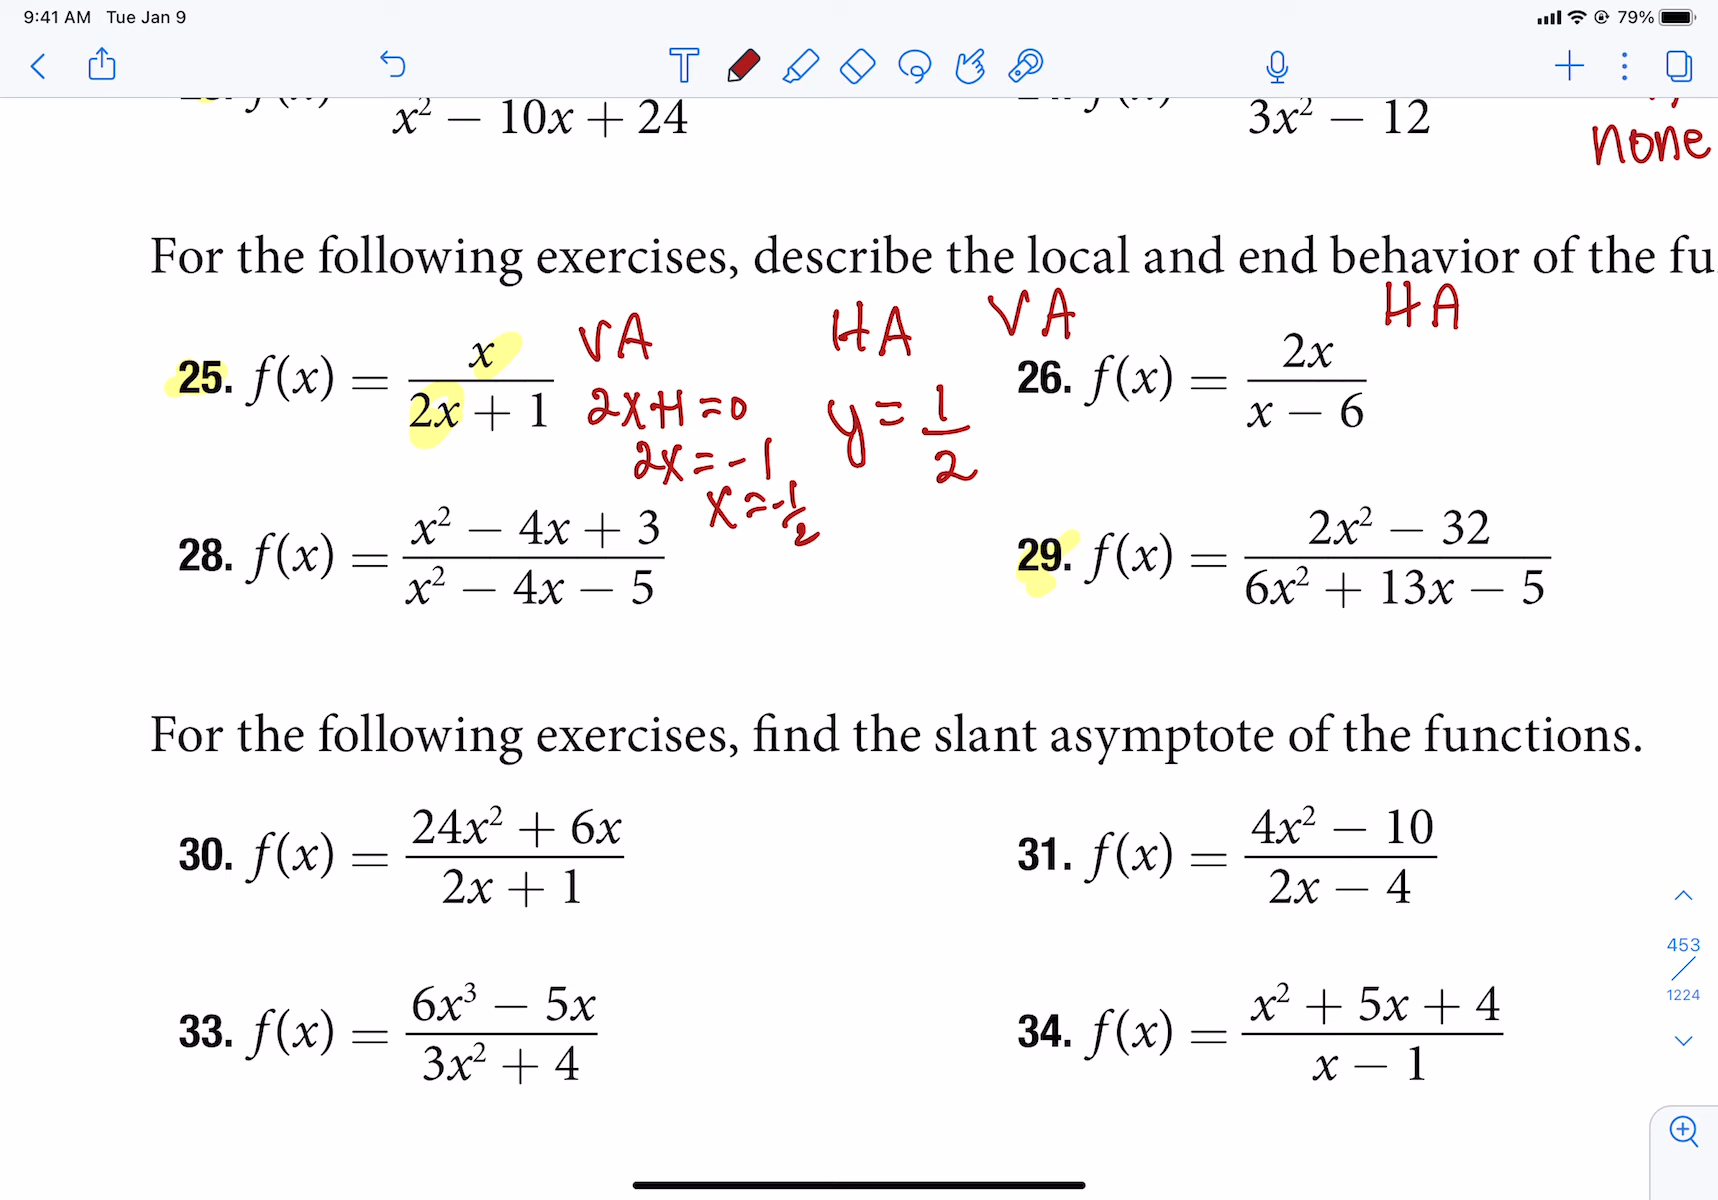 9:41 AM Tue Jan 9
79%
x² − 10x + 24
3x² − 12
none
For the following exercises, describe the local and end behavior of the fu
VA
HA
VA
HA
25. f(x) = x / 2x + 1
2x+1=0
2x=-1
x=-1/2
y=1/2
26. f(x) = 2x / x − 6
28. f(x) = x² − 4x + 3 / x² − 4x − 5
29. f(x) = 2x² − 32 / 6x² + 13x − 5
For the following exercises, find the slant asymptote of the functions.
30. f(x) = 24x² + 6x / 2x + 1
31. f(x) = 4x² − 10 / 2x − 4
453
1224
33. f(x) = 6x³ − 5x / 3x² + 4
34. f(x) = x² + 5x + 4 / x − 1